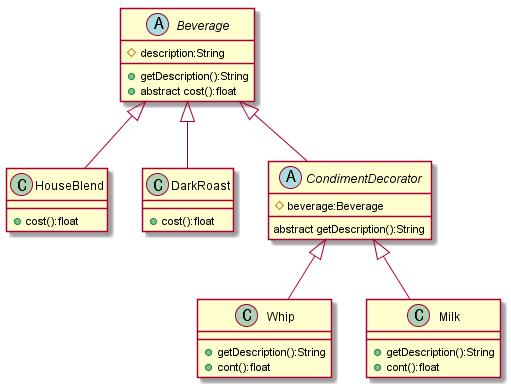 A Beverage
description:String
getDescription():String
abstract cost():float
C HouseBlend
cost():float
C DarkRoast
cost():float
A CondimentDecorator
beverage:Beverage
abstract getDescription():String
C Whip
getDescription():String
cont():float
C Milk
getDescription():String
cont():float